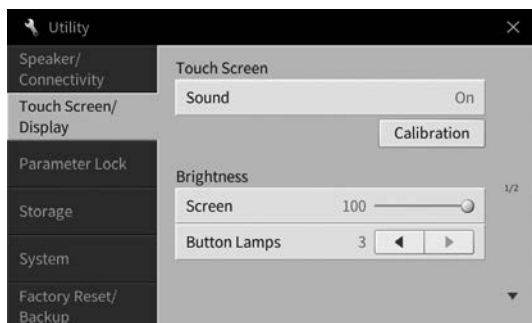 Utility
Speaker/
Connectivity
Touch Screen/
Display
Parameter Lock
Storage
System
Factory Reset/
Backup
Touch Screen
Sound On
Calibration
Brightness
Screen 100
Button Lamps 3
1/2